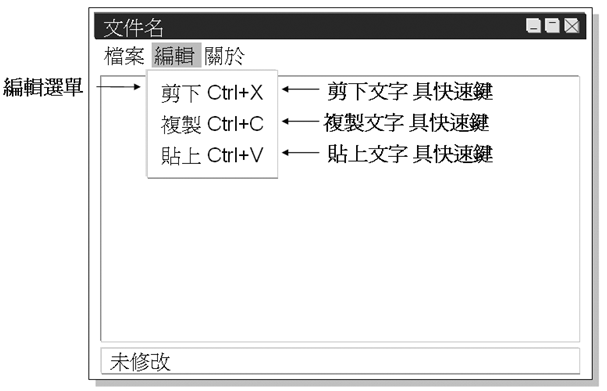 文件名
檔案 編輯 關於
編輯選單
剪下 Ctrl+X 剪下文字 具快速鍵
複製 Ctrl+C 複製文字 具快速鍵
貼上 Ctrl+V 貼上文字 具快速鍵
未修改